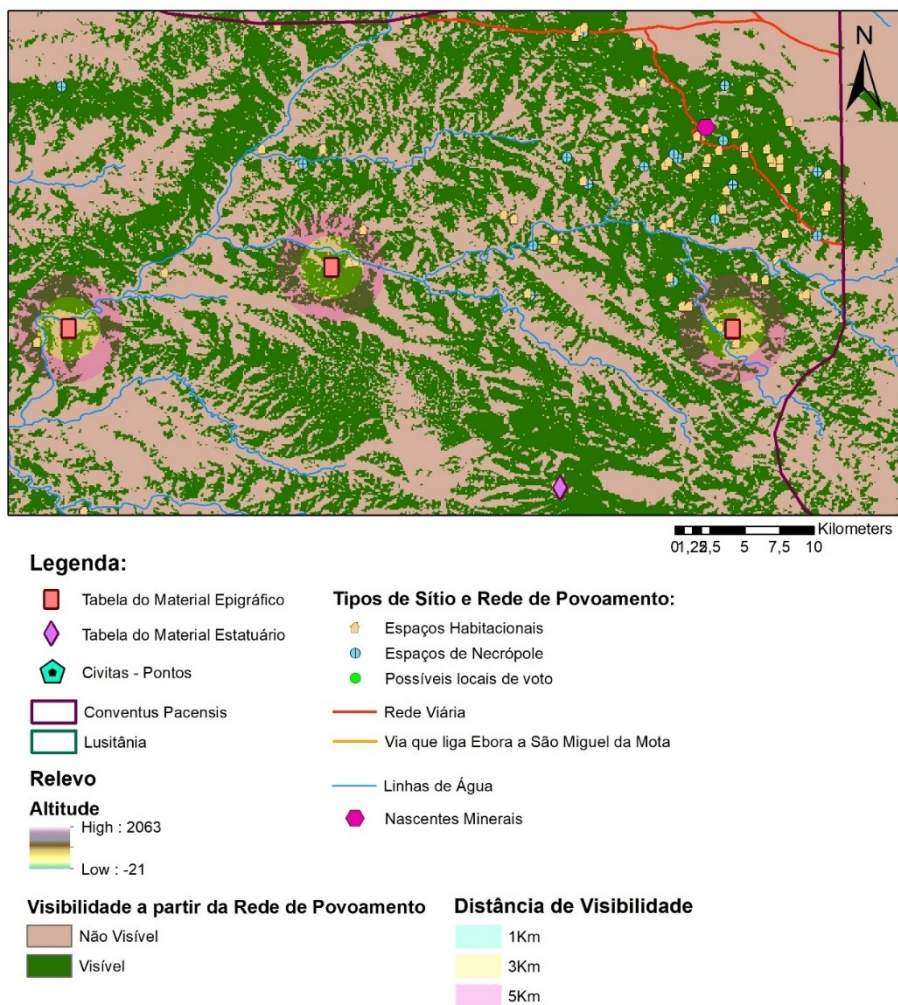 N
Kilometers
0 1,25 2,5 5 7,5 10
Legenda:
Tabela do Material Epigráfico
Tabela do Material Estatuário
Civitas - Pontos
Conventus Pacensis
Lusitânia
Relevo
Altitude
High : 2063
Low : -21
Tipos de Sítio e Rede de Povoamento:
Espaços Habitacionais
Espaços de Necrópole
Possíveis locais de voto
Rede Viária
Via que liga Ebora a São Miguel da Mota
Linhas de Água
Nascentes Minerais
Visibilidade a partir da Rede de Povoamento
Não Visível
Visível
Distância de Visibilidade
1Km
3Km
5Km